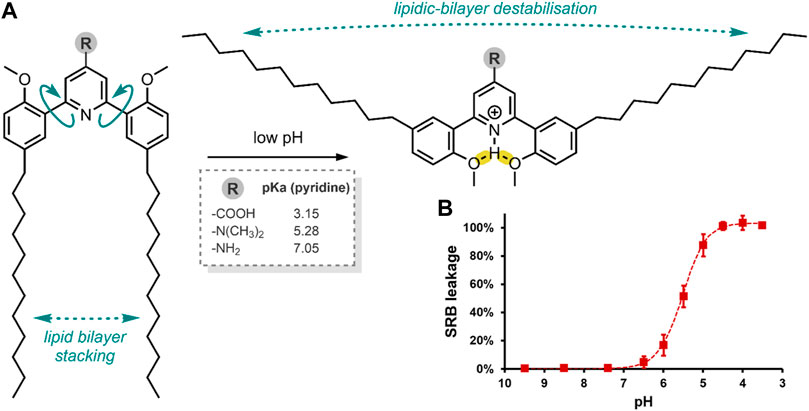 A
R
O
O
N
lipid bilayer
stacking
low pH
R pKa (pyridine)
-COOH 3.15
-N(CH₃)₂ 5.28
-NH₂ 7.05
lipidic-bilayer destabilisation
R
+
N
H
O
O
B
SRB leakage
100%
80%
60%
40%
20%
0%
10 9 8 7 6 5 4 3
pH